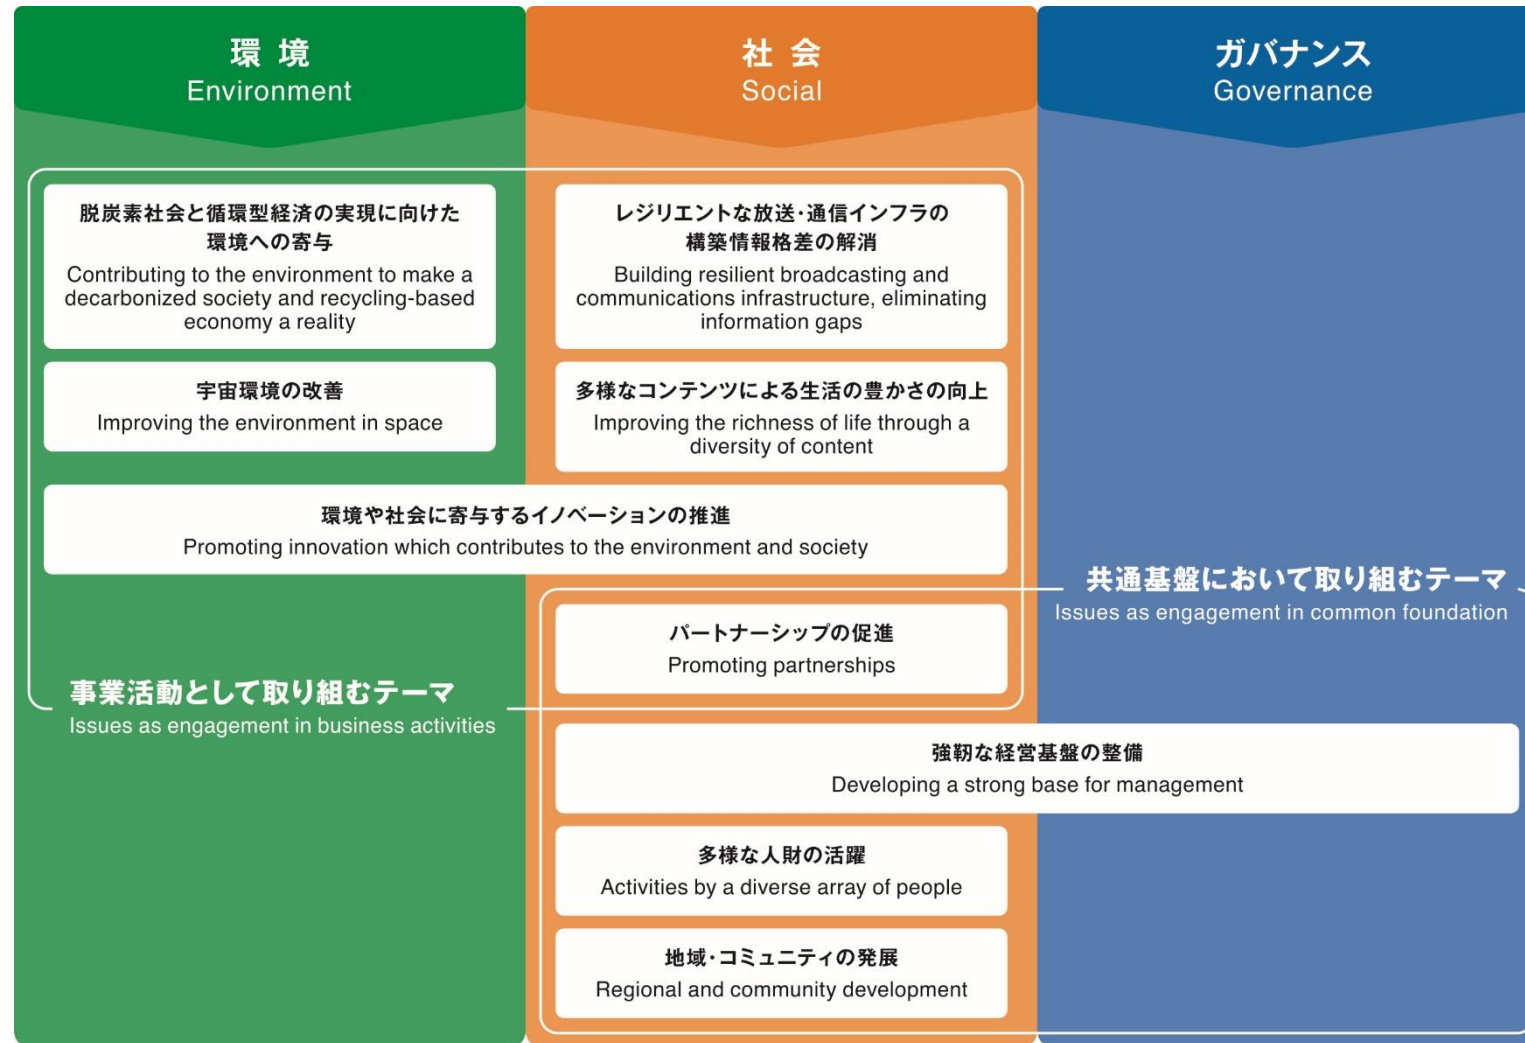 環 境
Environment
社 会
Social
ガバナンス
Governance
脱炭素社会と循環型経済の実現に向けた
環境への寄与
Contributing to the environment to make a
decarbonized society and recycling-based
economy a reality
レジリエントな放送・通信インフラの
構築情報格差の解消
Building resilient broadcasting and
communications infrastructure, eliminating
information gaps
宇宙環境の改善
Improving the environment in space
多様なコンテンツによる生活の豊かさの向上
Improving the richness of life through a
diversity of content
環境や社会に寄与するイノベーションの推進
Promoting innovation which contributes to the environment and society
共通基盤において取り組むテーマ
Issues as engagement in common foundation
パートナーシップの促進
Promoting partnerships
事業活動として取り組むテーマ
Issues as engagement in business activities
強靭な経営基盤の整備
Developing a strong base for management
多様な人財の活躍
Activities by a diverse array of people
地域・コミュニティの発展
Regional and community development